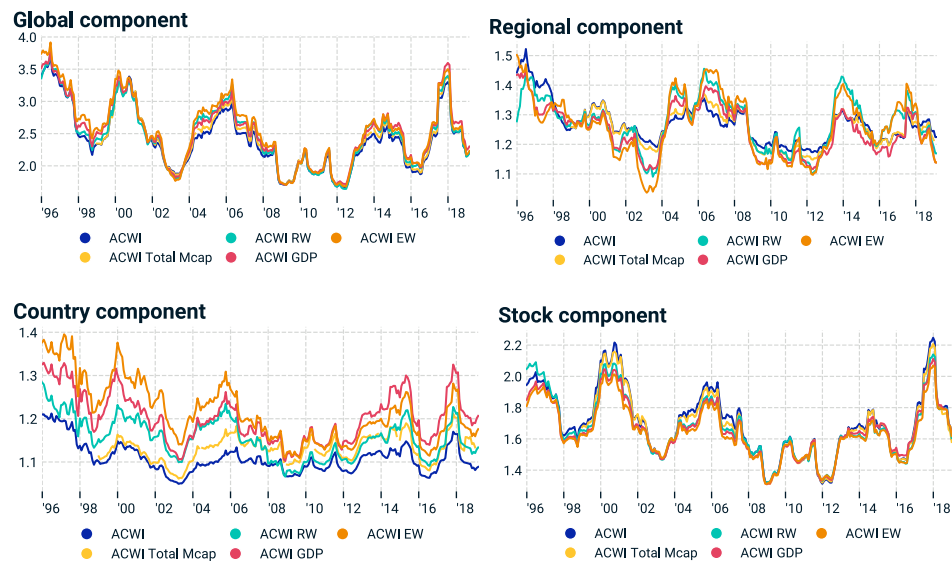 Global component
4.0
3.5
3.0
2.5
2.0
'96 '98 '00 '02 '04 '06 '08 '10 '12 '14 '16 '18
ACWI ACWI RW ACWI EW
ACWI Total Mcap ACWI GDP
Regional component
1.5
1.4
1.3
1.2
1.1
'96 '98 '00 '02 '04 '06 '08 '10 '12 '14 '16 '18
ACWI ACWI RW ACWI EW
ACWI Total Mcap ACWI GDP
Country component
1.4
1.3
1.2
1.1
'96 '98 '00 '02 '04 '06 '08 '10 '12 '14 '16 '18
ACWI ACWI RW ACWI EW
ACWI Total Mcap ACWI GDP
Stock component
2.2
2.0
1.8
1.6
1.4
'96 '98 '00 '02 '04 '06 '08 '10 '12 '14 '16 '18
ACWI ACWI RW ACWI EW
ACWI Total Mcap ACWI GDP